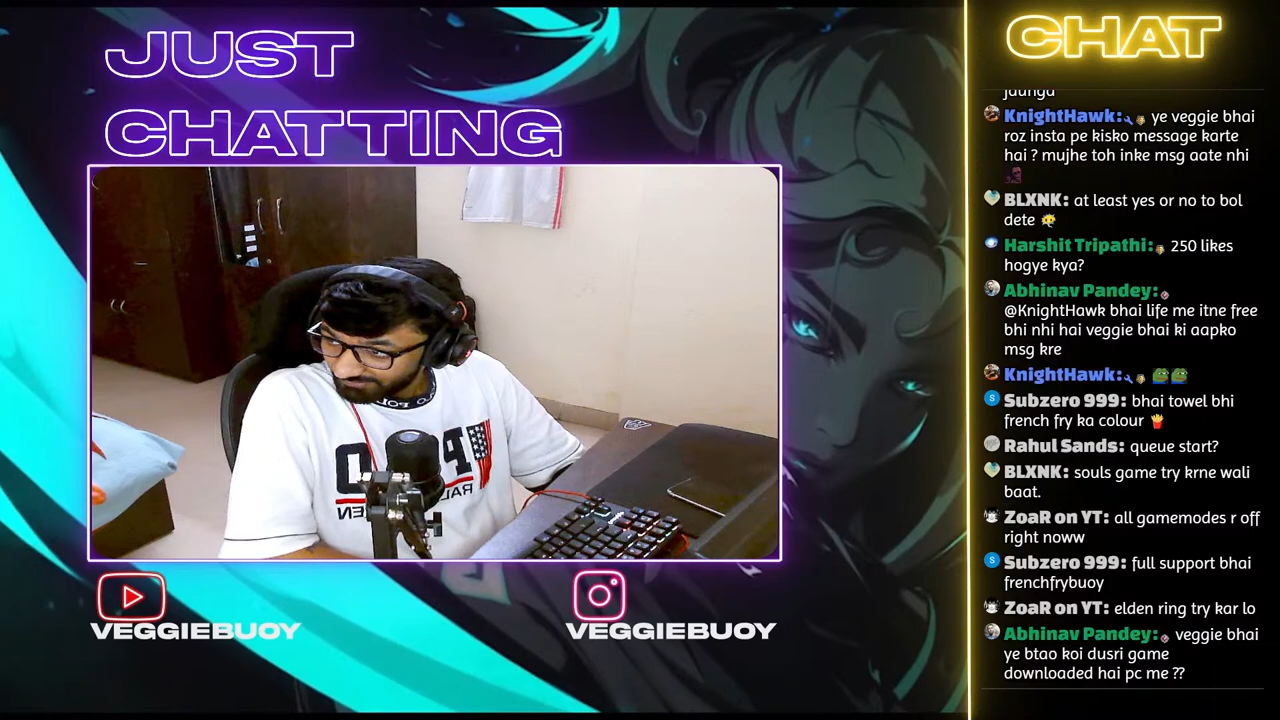 JUST
CHATTING
VEGGIEBUOY
VEGGIEBUOY
CHAT
jaunga
KnightHawk: ye veggie bhai
roz insta pe kisko message karte
hai ? mujhe toh inke msg aate nhi
BLXNK: at least yes or no to bol
dete
Harshit Tripathi: 250 likes
hogye kya?
Abhinav Pandey:
@KnightHawk bhai life me itne free
bhi nhi hai veggie bhai ki aapko
msg kre
KnightHawk:
Subzero 999: bhai towel bhi
french fry ka colour
Rahul Sands: queue start?
BLXNK: souls game try krne wali
baat.
ZoaR on YT: all gamemodes r off
right noww
Subzero 999: full support bhai
frenchfrybuoy
ZoaR on YT: elden ring try kar lo
Abhinav Pandey: veggie bhai
ye btao koi dusri game
downloaded hai pc me ??